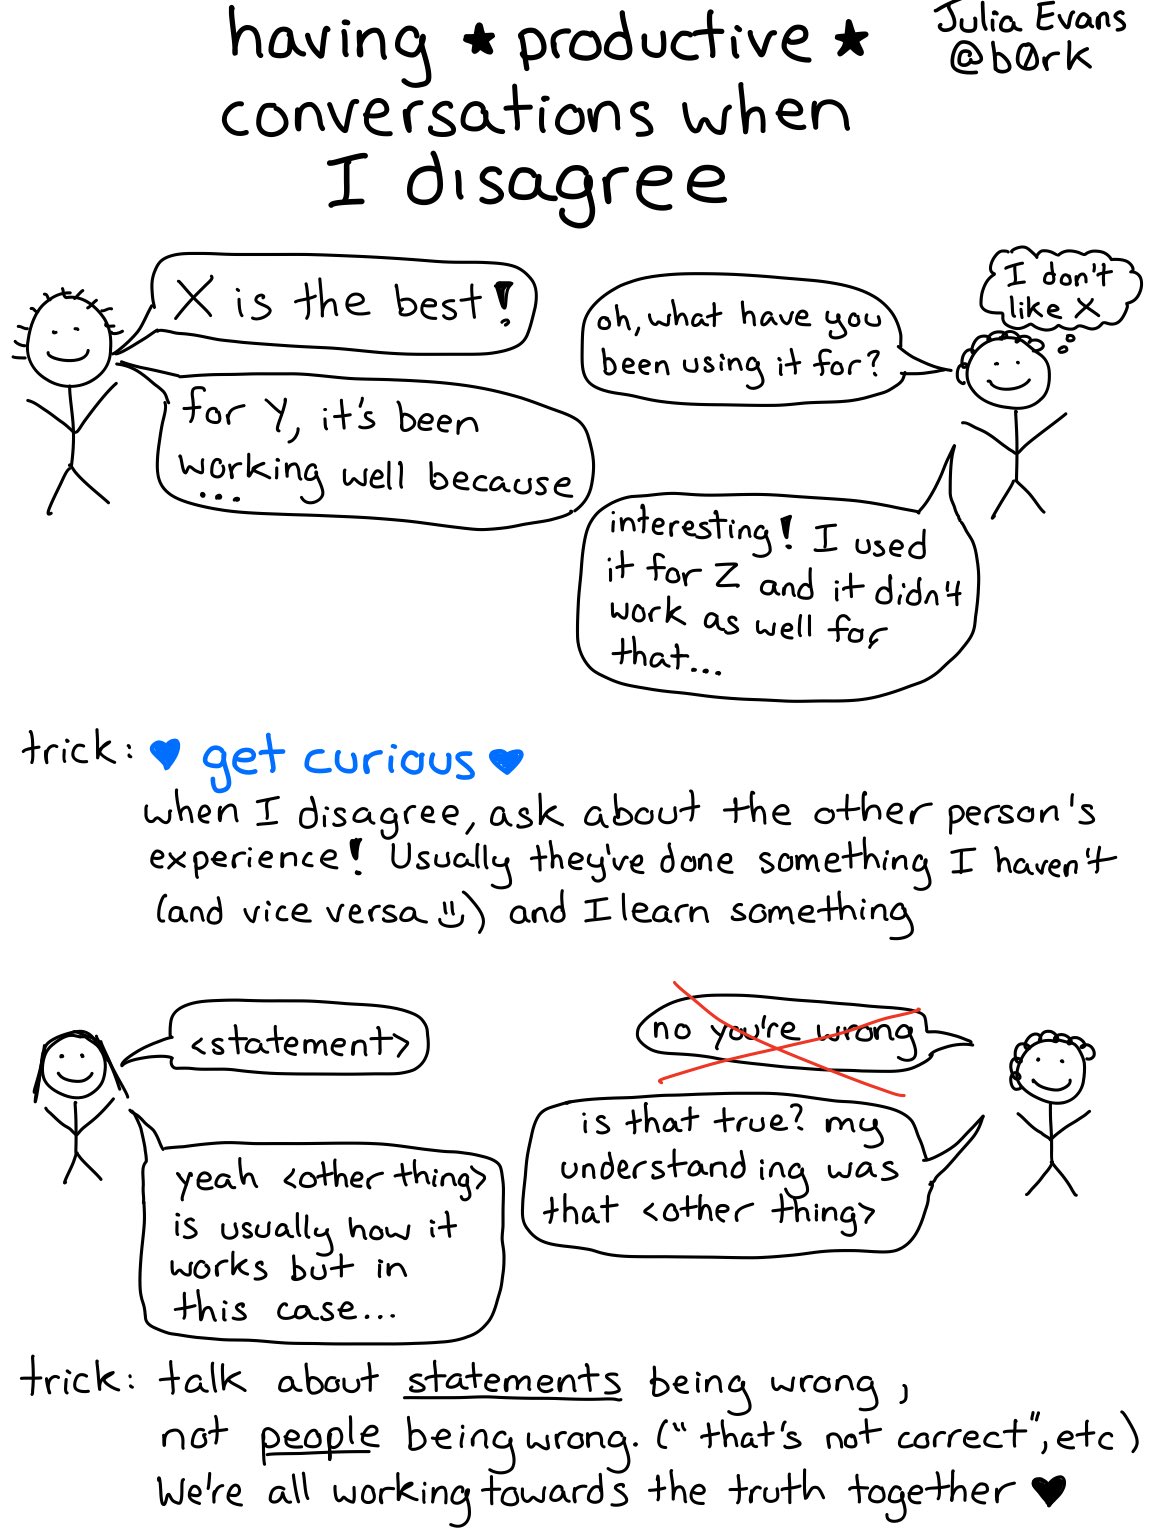 having ★ productive ★
conversations when
I disagree
Julia Evans
@b0rk
X is the best!
I don't
like X
oh, what have you
been using it for?
for Y, it's been
working well because
...
interesting! I used
it for Z and it didn't
work as well for
that...
trick: ♥ get curious ♥
when I disagree, ask about the other person's
experience! Usually they've done something I haven't
(and vice versa :)) and I learn something
<statement>
no you're wrong
is that true? my
understanding was
that <other thing>
yeah <other thing>
is usually how it
works but in
this case...
trick: talk about statements being wrong,
not people being wrong. ("that's not correct", etc)
We're all working towards the truth together ♥